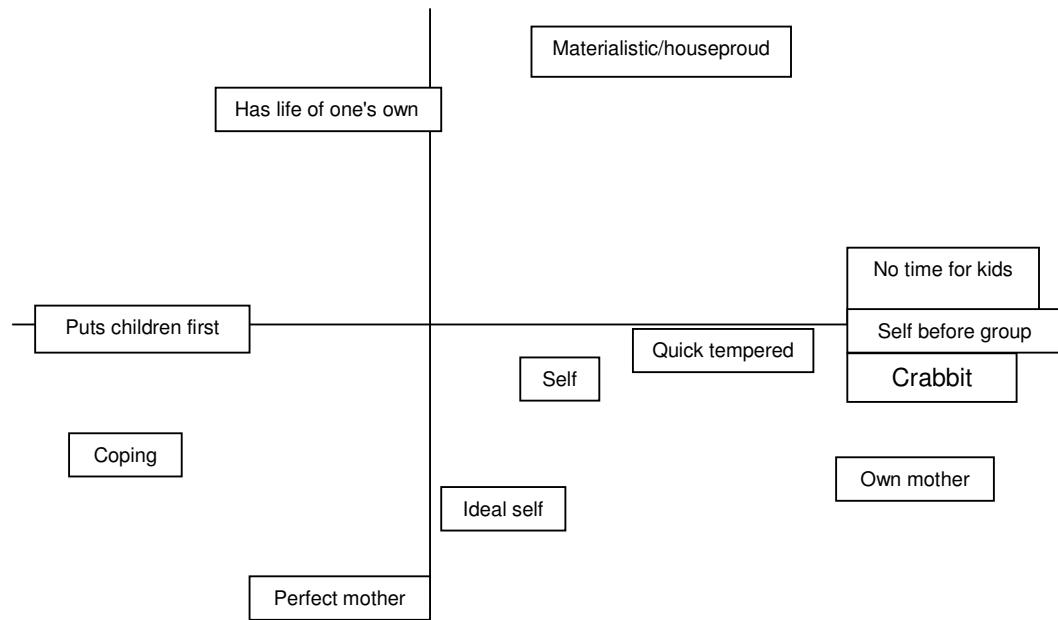 Materialistic/houseproud
Has life of one's own
No time for kids
Puts children first
Self before group
Quick tempered
Self
Crabbit
Coping
Own mother
Ideal self
Perfect mother